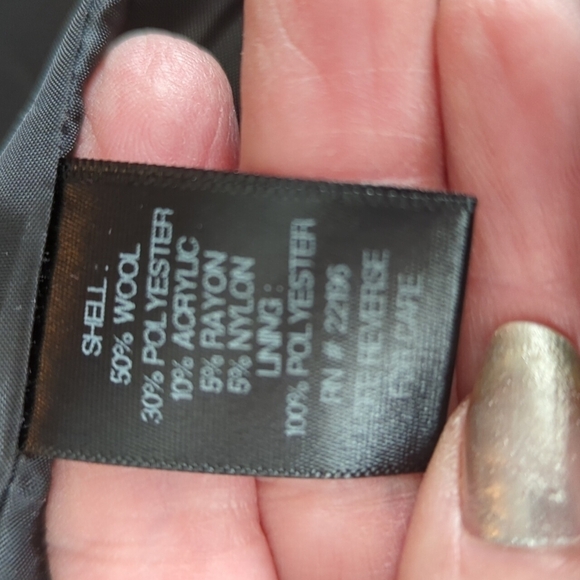 SHELL:
50% WOOL
30% POLYESTER
10% ACRYLIC
5% RAYON
5% NYLON
LINING:
100% POLYESTER
RN # 22196
SEE REVERSE
FOR CARE